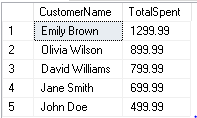 CustomerName TotalSpent
1 Emily Brown 1299.99
2 Olivia Wilson 899.99
3 David Williams 799.99
4 Jane Smith 699.99
5 John Doe 499.99